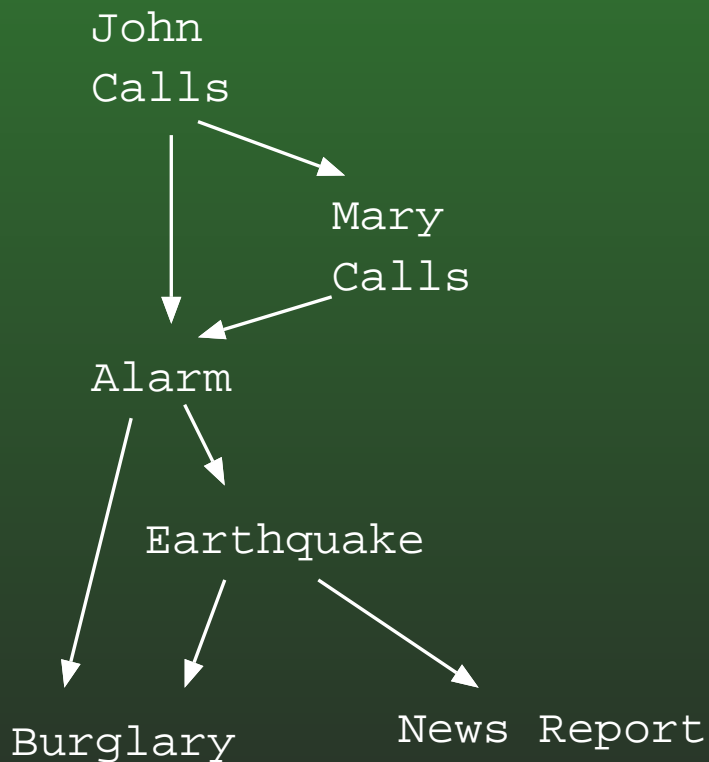 John
Calls
Mary
Calls
Alarm
Earthquake
Burglary
News Report